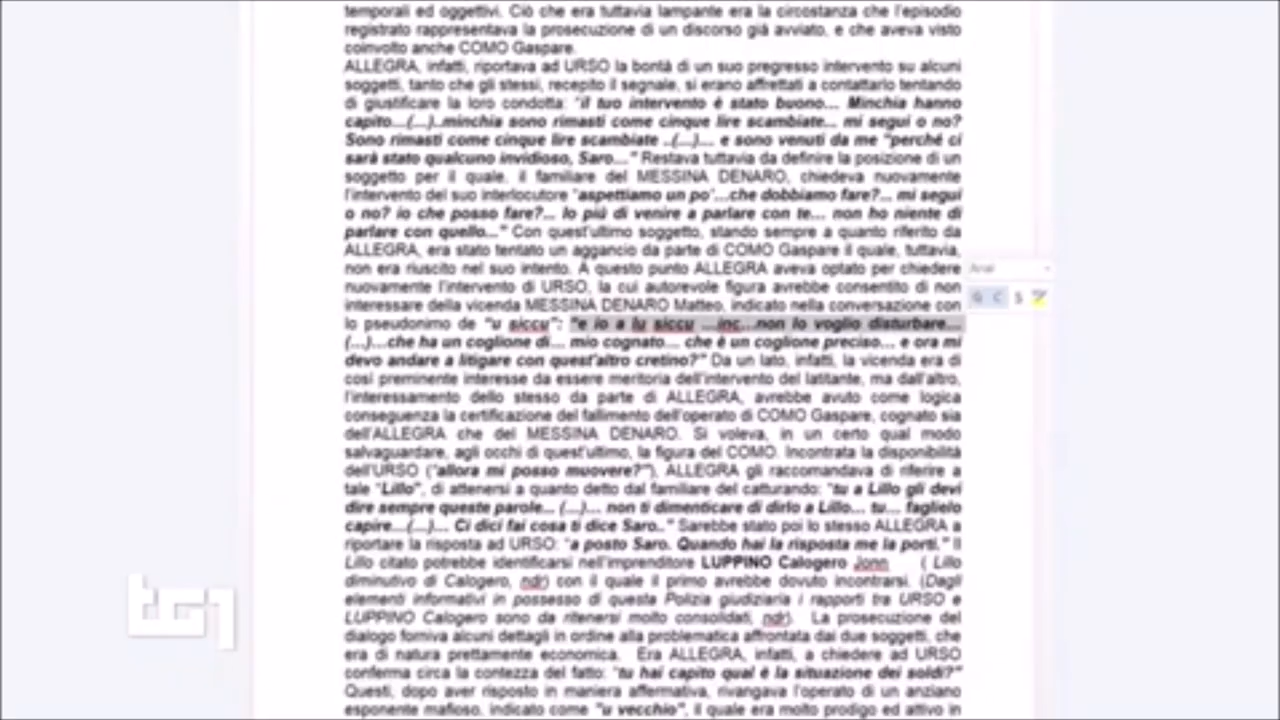 temporali ed oggettivi. Ciò che era tuttavia lampante era la circostanza che l'episodio
registrato rappresentava la prosecuzione di un discorso già avviato, e che aveva visto
coinvolto anche COMO Gaspare.
ALLEGRA, infatti, riportava ad URSO la bontà di un suo pregresso intervento su alcuni
soggetti, tanto che gli stessi, recepito il segnale, si erano affrettati a contattarlo tentando
di giustificare la loro condotta: "il tuo intervento è stato buono... Minchia hanno
capito...(...)..minchia sono rimasti come cinque lire scambiate... mi segui o no?
Sono rimasti come cinque lire scambiate ..(...)... e sono venuti da me "perché ci
sarà stato qualcuno invidioso, Saro..." Restava tuttavia da definire la posizione di un
soggetto per il quale, il familiare del MESSINA DENARO, chiedeva nuovamente
l'intervento del suo interlocutore "aspettiamo un po'...che dobbiamo fare?... mi segui
o no? io che posso fare?... lo più di venire a parlare con te... non ho niente di
parlare con quello..." Con quest'ultimo soggetto, stando sempre a quanto riferito da
ALLEGRA, era stato tentato un aggancio da parte di COMO Gaspare il quale, tuttavia,
non era riuscito nel suo intento. A questo punto ALLEGRA aveva optato per chiedere
nuovamente l'intervento di URSO, la cui autorevole figura avrebbe consentito di non
interessare della vicenda MESSINA DENARO Matteo, indicato nella conversazione con
lo pseudonimo de "u siccu": "e io a lu siccu ...inc...non lo voglio disturbare...
(...)...che ha un coglione di... mio cognato... che è un coglione preciso... e ora mi
devo andare a litigare con quest'altro cretino?" Da un lato, infatti, la vicenda era di
così preminente interesse da essere meritoria dell'intervento del latitante, ma dall'altro,
l'interessamento dello stesso da parte di ALLEGRA, avrebbe avuto come logica
conseguenza la certificazione del fallimento dell'operato di COMO Gaspare, cognato sia
dell'ALLEGRA che del MESSINA DENARO. Si voleva, in un certo qual modo
salvaguardare, agli occhi di quest'ultimo, la figura del COMO. Incontrata la disponibilità
dell'URSO ("allora mi posso muovere?"), ALLEGRA gli raccomandava di riferire a
tale "Lillo", di attenersi a quanto detto dal familiare del catturando: "tu a Lillo gli devi
dire sempre queste parole... (...)... non ti dimenticare di dirlo a Lillo... tu... faglielo
capire...(...)... Ci dici fai cosa ti dice Saro.." Sarebbe stato poi lo stesso ALLEGRA a
riportare la risposta ad URSO: "a posto Saro. Quando hai la risposta me la porti." Il
Lillo citato potrebbe identificarsi nell'imprenditore LUPPINO Calogero Jonn ( Lillo
diminutivo di Calogero, ndr) con il quale il primo avrebbe dovuto incontrarsi. (Dagli
elementi informativi in possesso di questa Polizia giudiziaria i rapporti tra URSO e
LUPPINO Calogero sono da ritenersi molto consolidati, ndr). La prosecuzione del
dialogo forniva alcuni dettagli in ordine alla problematica affrontata dai due soggetti, che
era di natura prettamente economica. Era ALLEGRA, infatti, a chiedere ad URSO
conferma circa la contezza del fatto: "tu hai capito qual è la situazione dei soldi?"
Questi, dopo aver risposto in maniera affermativa, rivangava l'operato di un anziano
esponente mafioso, indicato come "u vecchio", il quale era molto prodigo ed attivo in
Arial
G C S
tg1